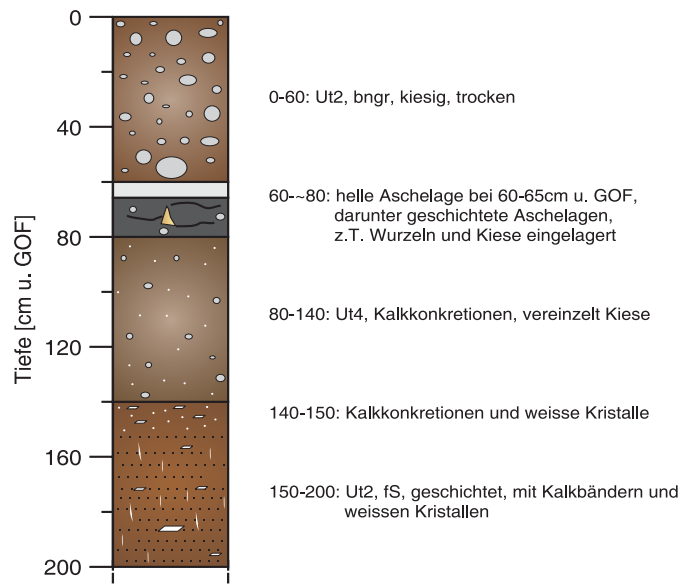 0
40
80
120
160
200
Tiefe [cm u. GOF]
0-60: Ut2, bngr, kiesig, trocken
60-~80: helle Aschelage bei 60-65cm u. GOF,
darunter geschichtete Aschelagen,
z.T. Wurzeln und Kiese eingelagert
80-140: Ut4, Kalkkonkretionen, vereinzelt Kiese
140-150: Kalkkonkretionen und weisse Kristalle
150-200: Ut2, fS, geschichtet, mit Kalkbändern und
weissen Kristallen